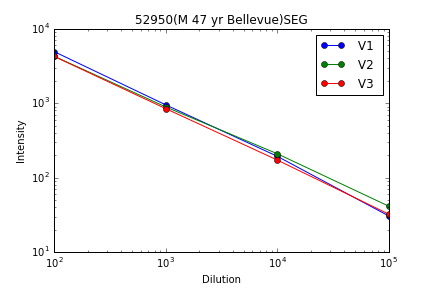 52950(M 47 yr Bellevue)SEG
10⁴
10³
10²
10¹
Intensity
10² 10³ 10⁴ 10⁵
Dilution
V1
V2
V3